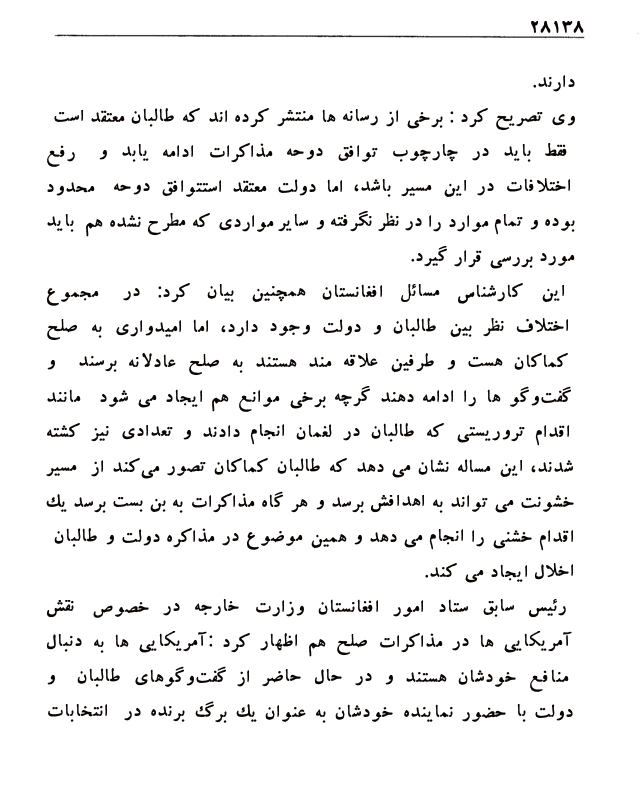 ۲۸۱۳۸
دارند.
وی تصریح کرد : برخی از رسانه ها منتشر کرده اند که طالبان معتقد است
فقط باید در چارچوب توافق دوحه مذاکرات ادامه یابد و رفع
اختلافات در این مسیر باشد، اما دولت معتقد استتوافق دوحه محدود
بوده و تمام موارد را در نظر نگرفته و سایر مواردی که مطرح نشده هم باید
مورد بررسی قرار گیرد.
این کارشناس مسائل افغانستان همچنین بیان کرد: در مجموع
اختلاف نظر بین طالبان و دولت وجود دارد، اما امیدواری به صلح
کماکان هست و طرفین علاقه مند هستند به صلح عادلانه برسند و
گفت‌وگو ها را ادامه دهند گرچه برخی موانع هم ایجاد می شود مانند
اقدام تروریستی که طالبان در لغمان انجام دادند و تعدادی نیز کشته
شدند، این مساله نشان می دهد که طالبان کماکان تصور می‌کند از مسیر
خشونت می تواند به اهدافش برسد و هر گاه مذاکرات به بن بست برسد یك
اقدام خشنی را انجام می دهد و همین موضوع در مذاکره دولت و طالبان
اخلال ایجاد می کند.
رئیس سابق ستاد امور افغانستان وزارت خارجه در خصوص نقش
آمریکایی ها در مذاکرات صلح هم اظهار کرد :آمریکایی ها به دنبال
منافع خودشان هستند و در حال حاضر از گفت‌وگوهای طالبان و
دولت با حضور نماینده خودشان به عنوان یك برگ برنده در انتخابات